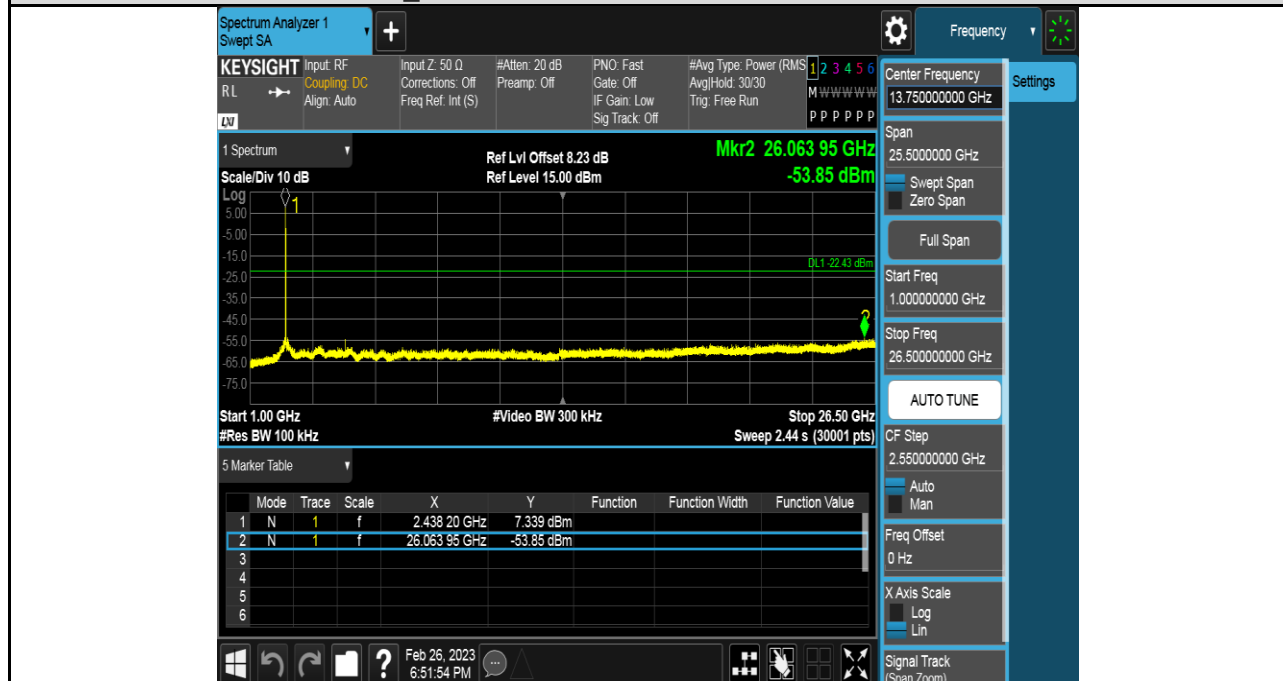 Spectrum Analyzer 1
Swept SA
+
Frequency
KEYSIGHT
RL
LXI
Input: RF
Coupling: DC
Align: Auto
Input Z: 50 Ω
Corrections: Off
Freq Ref: Int (S)
#Atten: 20 dB
Preamp: Off
PNO: Fast
Gate: Off
IF Gain: Low
Sig Track: Off
#Avg Type: Power (RMS
Avg|Hold: 30/30
Trig: Free Run
1 2 3 4 5 6
M W W W W W
P P P P P P
1 Spectrum
Scale/Div 10 dB
Ref Lvl Offset 8.23 dB
Ref Level 15.00 dBm
Mkr2 26.063 95 GHz
-53.85 dBm
Log
1
5.00
-5.00
-15.0
DL1 -22.43 dBm
-25.0
-35.0
-45.0
-55.0
-65.0
-75.0
Start 1.00 GHz
#Video BW 300 kHz
Stop 26.50 GHz
#Res BW 100 kHz
Sweep 2.44 s (30001 pts)
5 Marker Table
Mode Trace Scale X Y Function Function Width Function Value
1 N 1 f 2.438 20 GHz 7.339 dBm
2 N 1 f 26.063 95 GHz -53.85 dBm
3
4
5
6
?
Feb 26, 2023
6:51:54 PM
Center Frequency
13.750000000 GHz
Settings
Span
25.5000000 GHz
Swept Span
Zero Span
Full Span
Start Freq
1.000000000 GHz
Stop Freq
26.500000000 GHz
AUTO TUNE
CF Step
2.550000000 GHz
Auto
Man
Freq Offset
0 Hz
X Axis Scale
Log
Lin
Signal Track
(Span Zoom)